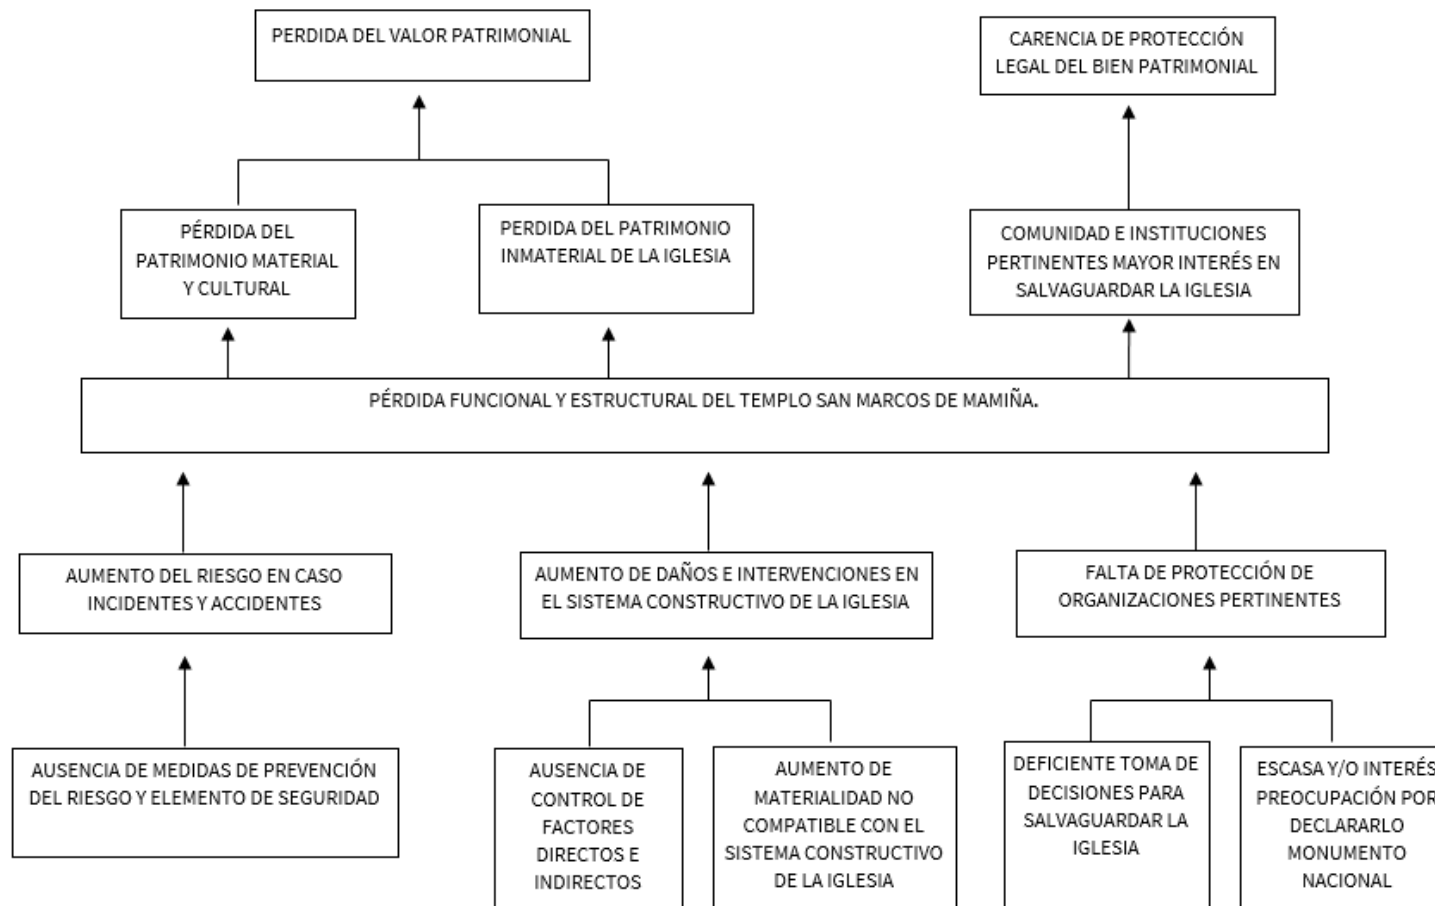 PERDIDA DEL VALOR PATRIMONIAL
CARENCIA DE PROTECCIÓN
LEGAL DEL BIEN PATRIMONIAL
PÉRDIDA DEL
PATRIMONIO MATERIAL
Y CULTURAL
PERDIDA DEL PATRIMONIO
INMATERIAL DE LA IGLESIA
COMUNIDAD E INSTITUCIONES
PERTINENTES MAYOR INTERÉS EN
SALVAGUARDAR LA IGLESIA
PÉRDIDA FUNCIONAL Y ESTRUCTURAL DEL TEMPLO SAN MARCOS DE MAMIÑA.
AUMENTO DEL RIESGO EN CASO
INCIDENTES Y ACCIDENTES
AUMENTO DE DAÑOS E INTERVENCIONES EN
EL SISTEMA CONSTRUCTIVO DE LA IGLESIA
FALTA DE PROTECCIÓN DE
ORGANIZACIONES PERTINENTES
AUSENCIA DE MEDIDAS DE PREVENCIÓN
DEL RIESGO Y ELEMENTO DE SEGURIDAD
AUSENCIA DE
CONTROL DE
FACTORES
DIRECTOS E
INDIRECTOS
AUMENTO DE
MATERIALIDAD NO
COMPATIBLE CON EL
SISTEMA CONSTRUCTIVO
DE LA IGLESIA
DEFICIENTE TOMA DE
DECISIONES PARA
SALVAGUARDAR LA
IGLESIA
ESCASA Y/O INTERÉS
PREOCUPACIÓN POR
DECLARARLO
MONUMENTO
NACIONAL